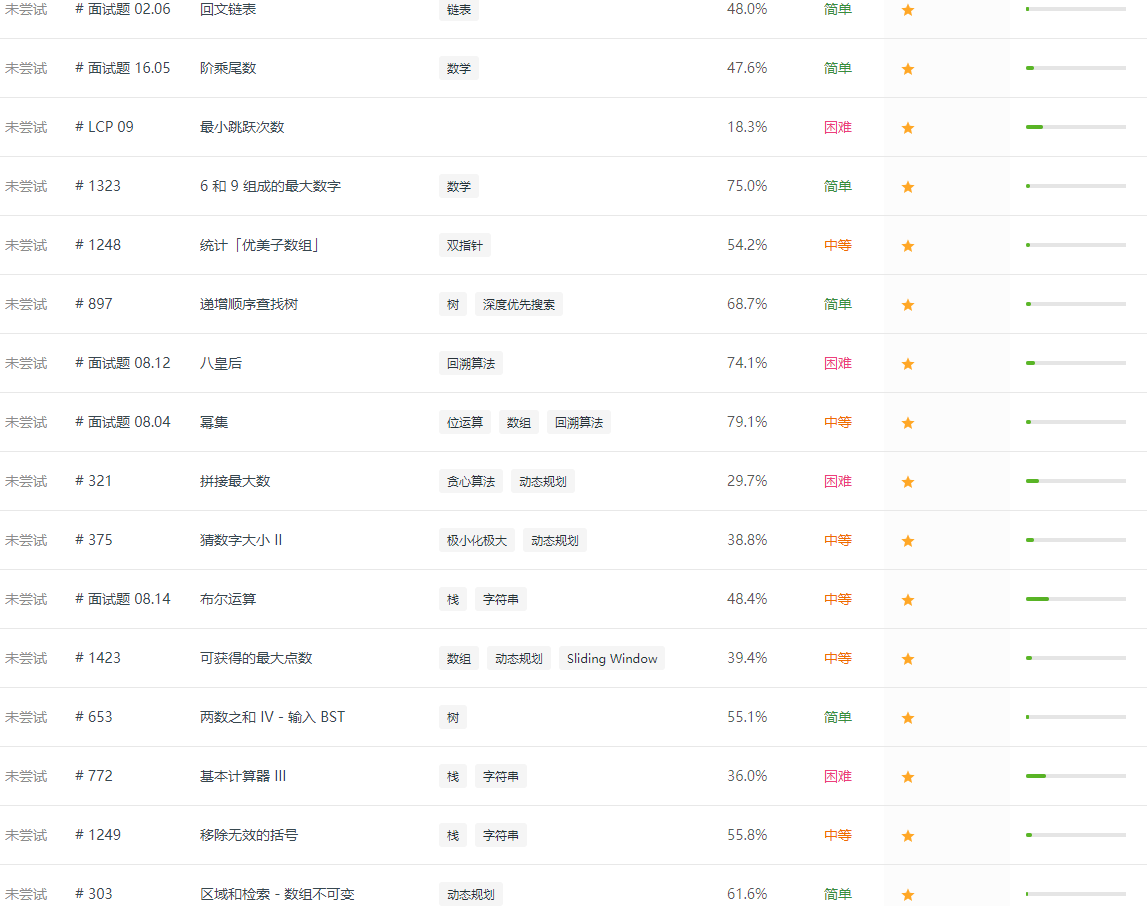 未尝试 # 面试题 02.06 回文链表 链表 48.0% 简单
未尝试 # 面试题 16.05 阶乘尾数 数学 47.6% 简单
未尝试 # LCP 09 最小跳跃次数 18.3% 困难
未尝试 # 1323 6 和 9 组成的最大数字 数学 75.0% 简单
未尝试 # 1248 统计「优美子数组」 双指针 54.2% 中等
未尝试 # 897 递增顺序查找树 树 深度优先搜索 68.7% 简单
未尝试 # 面试题 08.12 八皇后 回溯算法 74.1% 困难
未尝试 # 面试题 08.04 幂集 位运算 数组 回溯算法 79.1% 中等
未尝试 # 321 拼接最大数 贪心算法 动态规划 29.7% 困难
未尝试 # 375 猜数字大小 II 极小化极大 动态规划 38.8% 中等
未尝试 # 面试题 08.14 布尔运算 栈 字符串 48.4% 中等
未尝试 # 1423 可获得的最大点数 数组 动态规划 Sliding Window 39.4% 中等
未尝试 # 653 两数之和 IV - 输入 BST 树 55.1% 简单
未尝试 # 772 基本计算器 III 栈 字符串 36.0% 困难
未尝试 # 1249 移除无效的括号 栈 字符串 55.8% 中等
未尝试 # 303 区域和检索 - 数组不可变 动态规划 61.6% 简单